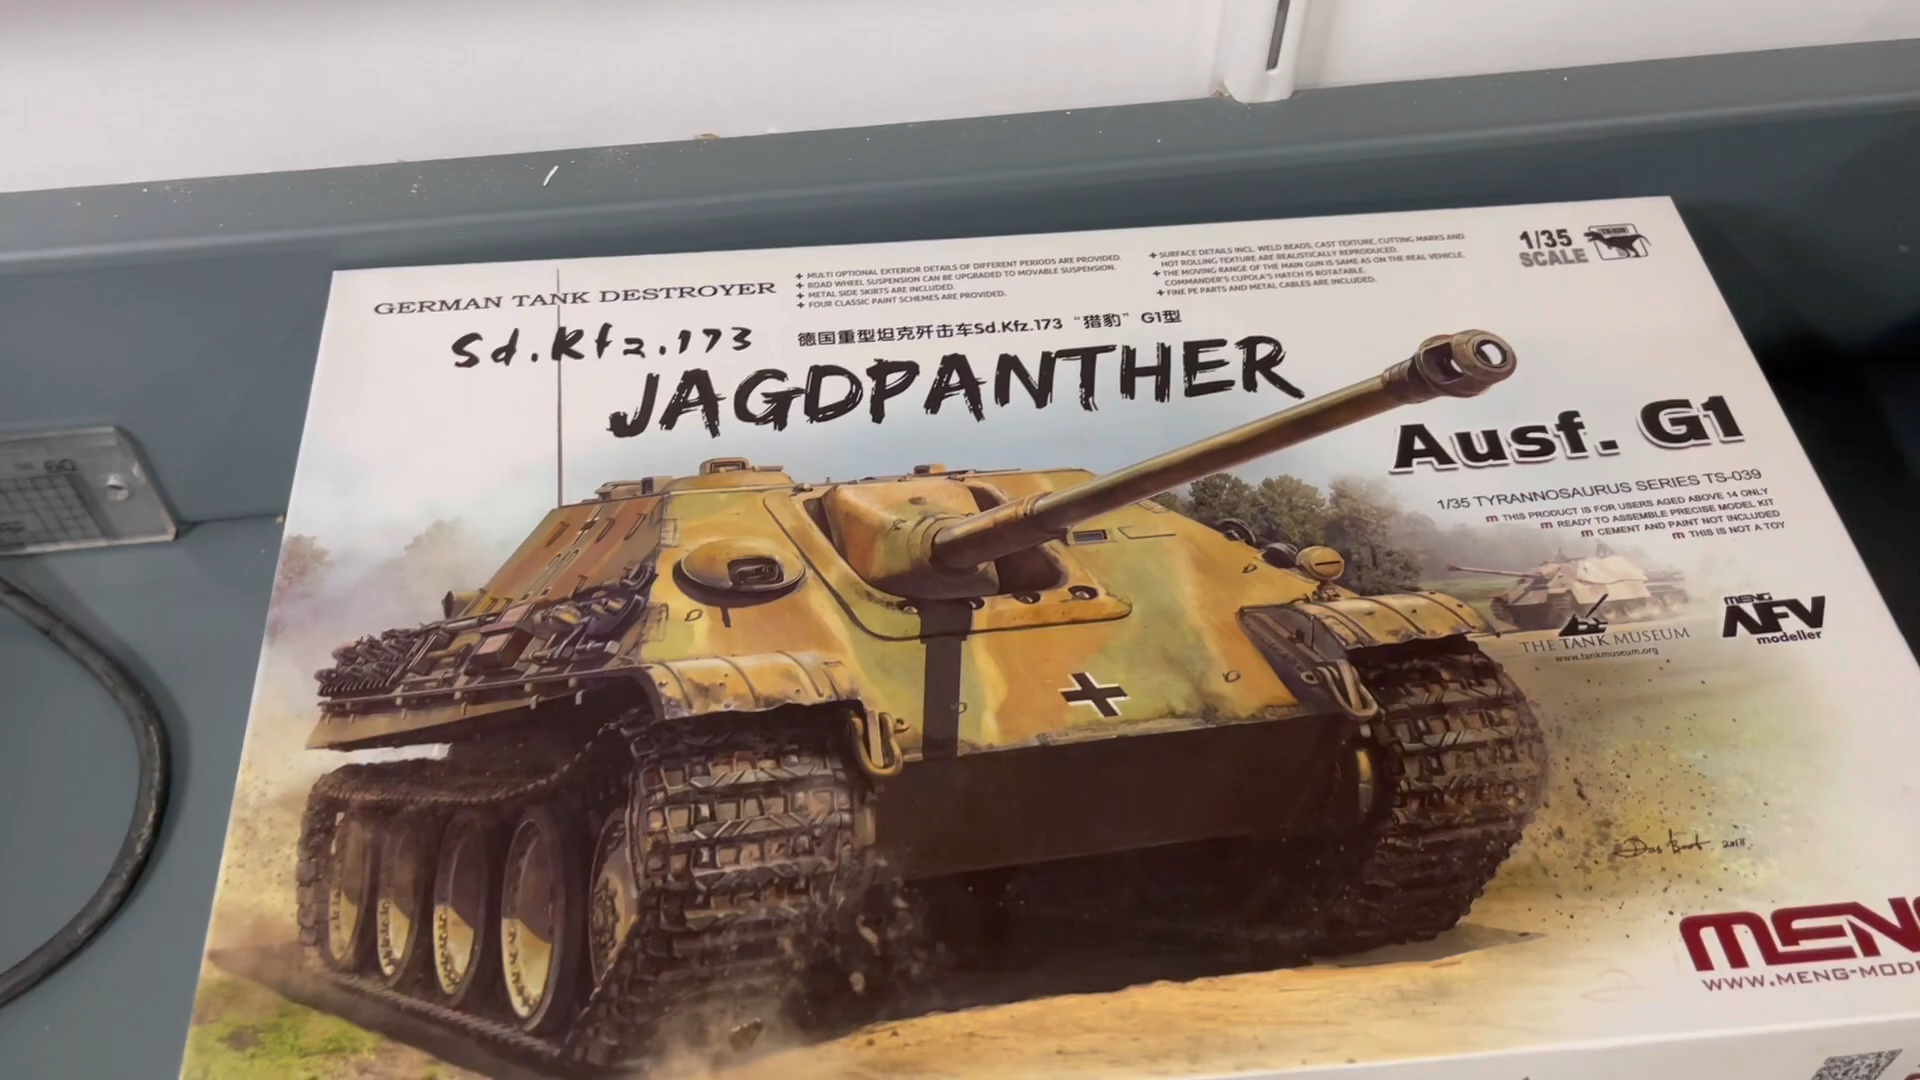 GERMAN TANK DESTROYER
Sd.Kfz.173
德国重型坦克歼击车Sd.Kfz.173 “猎豹” G1型
JAGDPANTHER
Ausf. G1
✚ MULTI OPTIONAL EXTERIOR DETAILS OF DIFFERENT PERIODS ARE PROVIDED.
✚ ROAD WHEEL SUSPENSION CAN BE UPGRADED TO MOVABLE SUSPENSION.
✚ METAL SIDE SKIRTS ARE INCLUDED.
✚ FOUR CLASSIC PAINT SCHEMES ARE PROVIDED.
✚ SURFACE DETAILS INCL. WELD BEADS, CAST TEXTURE, CUTTING MARKS AND
HOT ROLLING TEXTURE ARE REALISTICALLY REPRODUCED.
✚ THE MOVING RANGE OF THE MAIN GUN IS SAME AS ON THE REAL VEHICLE.
COMMANDER'S CUPOLA'S HATCH IS ROTATABLE.
✚ FINE PE PARTS AND METAL CABLES ARE INCLUDED.
1/35
SCALE
1/35 TYRANNOSAURUS SERIES TS-039
m THIS PRODUCT IS FOR USERS AGED ABOVE 14 ONLY
m READY TO ASSEMBLE PRECISE MODEL KIT
m CEMENT AND PAINT NOT INCLUDED
m THIS IS NOT A TOY
THE TANK MUSEUM
www.tankmuseum.org
MENG
AFV
modeller
Das Boot 2018.
MEN
WWW.MENG-MOD
60